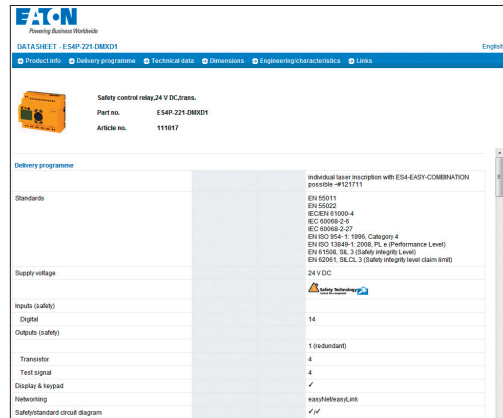 EATON
Powering Business Worldwide
DATASHEET - ES4P-221-DMXD1
English
Product info Delivery programme Technical data Dimensions Engineering/characteristics Links
Safety control relay,24 V DC,trans.
Part no. ES4P-221-DMXD1
Article no. 111017
Delivery programme
individual laser inscription with ES4-EASY-COMBINATION
possible ⇒#121711
Standards
EN 55011
EN 55022
IEC/EN 61000-4
IEC 60068-2-6
IEC 60068-2-27
EN ISO 954-1: 1996, Category 4
EN ISO 13849-1: 2008, PL e (Performance Level)
EN 61508, SIL 3 (Safety integrity Level)
EN 62061, SILCL 3 (Safety integrity level claim limit)
Supply voltage 24 V DC
Safety Technology
Inputs (safety)
Digital 14
Outputs (safety)
1 (redundant)
Transistor 4
Test signal 4
Display & keypad ✓
Networking easyNet/easyLink
Safety/standard circuit diagram ✓/✓